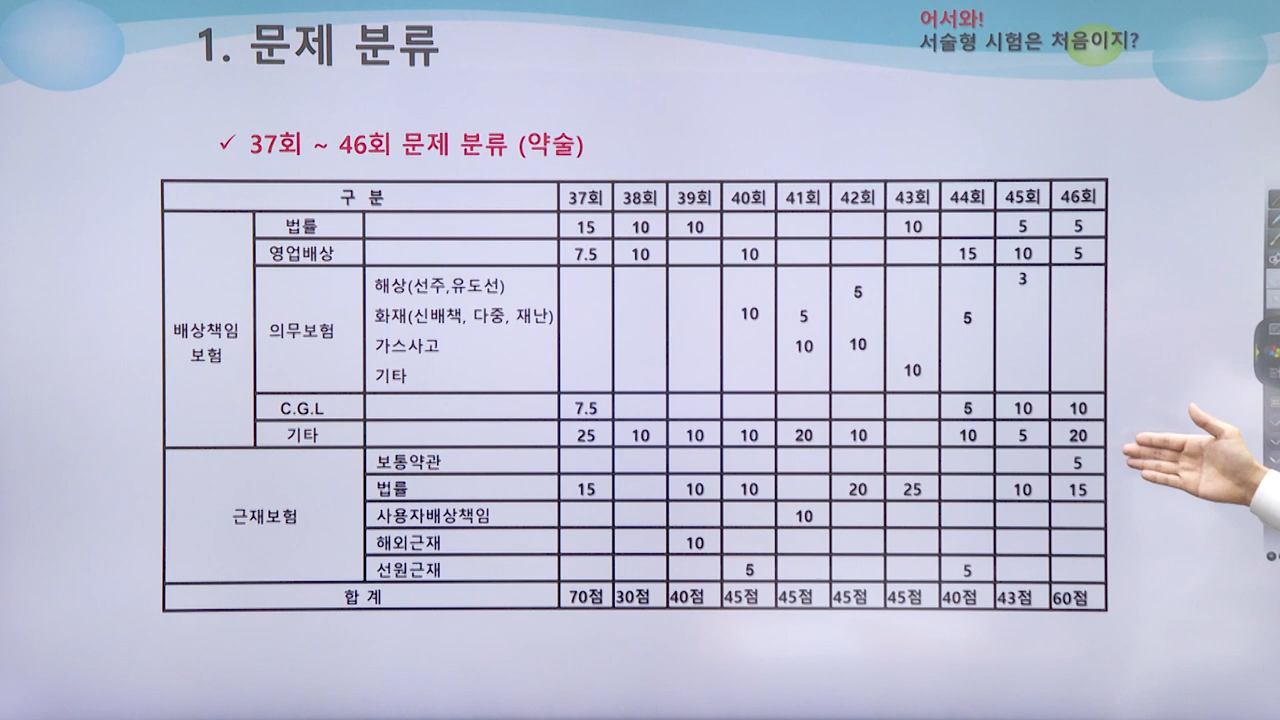 1. 문제 분류
어서와!
서술형 시험은 처음이지?
✓ 37회 ~ 46회 문제 분류 (약술)
구 분 37회 38회 39회 40회 41회 42회 43회 44회 45회 46회
배상책임 보험
법률 15 10 10 10 5 5
영업배상 7.5 10 10 15 10 5
의무보험
해상(선주,유도선) 5 3
화재(신배책, 다중, 재난) 10 5 5
가스사고 10 10
기타 10
C.G.L 7.5 5 10 10
기타 25 10 10 10 20 10 10 5 20
근재보험
보통약관 5
법률 15 10 10 20 25 10 15
사용자배상책임 10
해외근재 10
선원근재 5 5
합 계 70점 30점 40점 45점 45점 45점 45점 40점 43점 60점